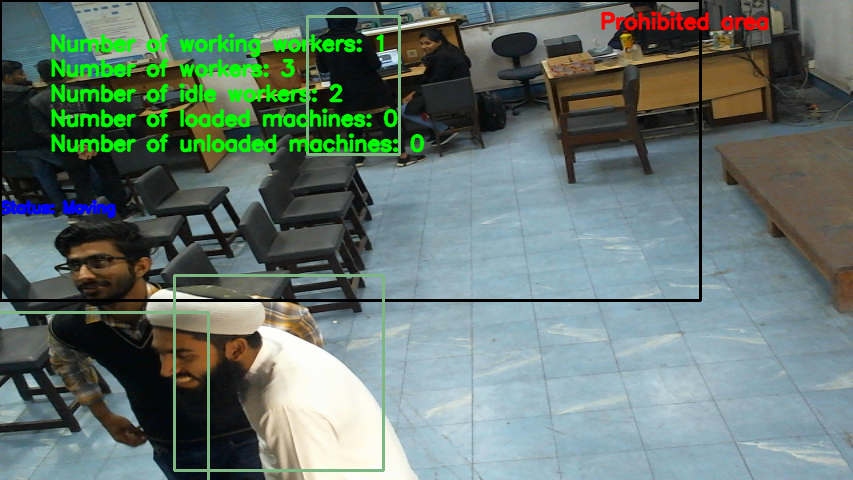 Prohibited area
Number of working workers: 1
Number of workers: 3
Number of idle workers: 2
Number of loaded machines: 0
Number of unloaded machines: 0
Status: Moving